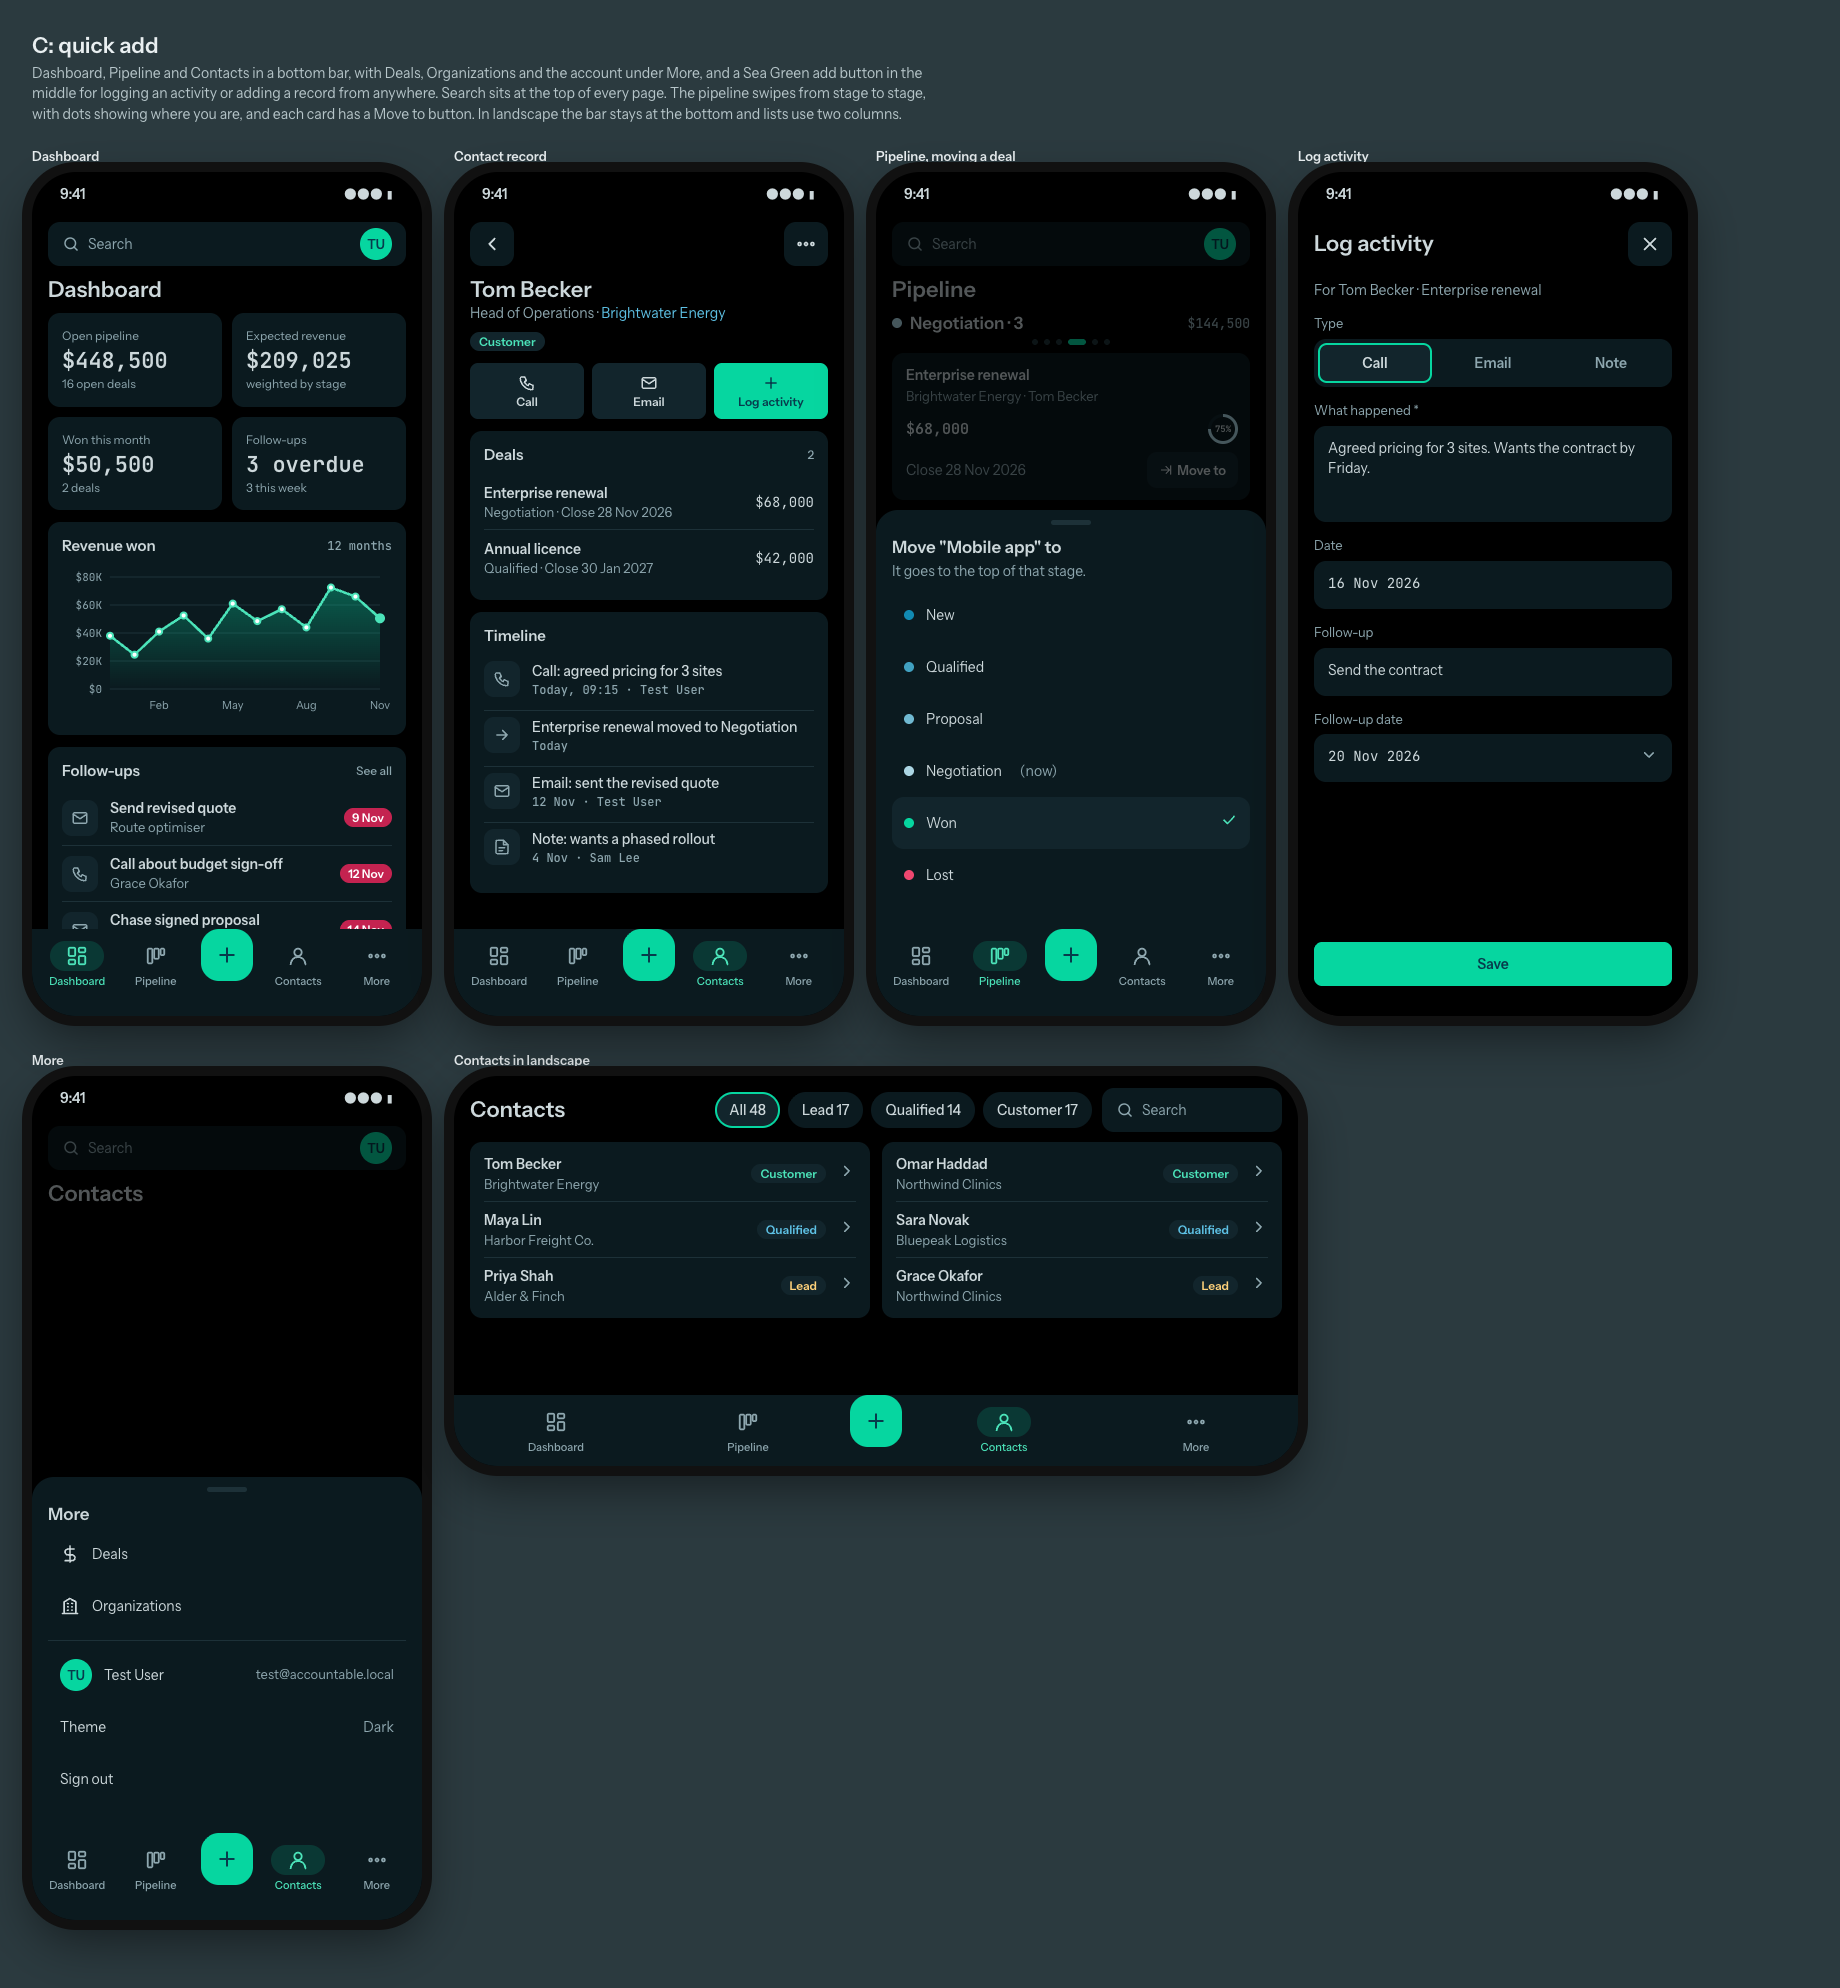 C: quick add
Dashboard, Pipeline and Contacts in a bottom bar, with Deals, Organizations and the account under More, and a Sea Green add button in the
middle for logging an activity or adding a record from anywhere. Search sits at the top of every page. The pipeline swipes from stage to stage,
with dots showing where you are, and each card has a Move to button. In landscape the bar stays at the bottom and lists use two columns.
Dashboard
9:41
Search
TU
Dashboard
Open pipeline
$448,500
16 open deals
Expected revenue
$209,025
weighted by stage
Won this month
$50,500
2 deals
Follow-ups
3 overdue
3 this week
Revenue won
12 months
$80K
$60K
$40K
$20K
$0
Feb May Aug Nov
Follow-ups
See all
Send revised quote
Route optimiser
9 Nov
Call about budget sign-off
Grace Okafor
12 Nov
Chase signed proposal
14 Nov
Dashboard
Pipeline
Contacts
More
Contact record
9:41
Tom Becker
Head of Operations · Brightwater Energy
Customer
Call
Email
Log activity
Deals
2
Enterprise renewal
Negotiation · Close 28 Nov 2026
$68,000
Annual licence
Qualified · Close 30 Jan 2027
$42,000
Timeline
Call: agreed pricing for 3 sites
Today, 09:15 · Test User
Enterprise renewal moved to Negotiation
Today
Email: sent the revised quote
12 Nov · Test User
Note: wants a phased rollout
4 Nov · Sam Lee
Dashboard
Pipeline
Contacts
More
Pipeline, moving a deal
9:41
Search
TU
Pipeline
Negotiation · 3
$144,500
Enterprise renewal
Brightwater Energy · Tom Becker
$68,000
75%
Close 28 Nov 2026
Move to
Move "Mobile app" to
It goes to the top of that stage.
New
Qualified
Proposal
Negotiation (now)
Won
Lost
Dashboard
Pipeline
Contacts
More
Log activity
9:41
Log activity
For Tom Becker · Enterprise renewal
Type
Call
Email
Note
What happened *
Agreed pricing for 3 sites. Wants the contract by
Friday.
Date
16 Nov 2026
Follow-up
Send the contract
Follow-up date
20 Nov 2026
Save
More
9:41
Search
TU
Contacts
More
Deals
Organizations
TU
Test User
test@accountable.local
Theme
Dark
Sign out
Dashboard
Pipeline
Contacts
More
Contacts in landscape
Contacts
All 48
Lead 17
Qualified 14
Customer 17
Search
Tom Becker
Brightwater Energy
Customer
Maya Lin
Harbor Freight Co.
Qualified
Priya Shah
Alder & Finch
Lead
Omar Haddad
Northwind Clinics
Customer
Sara Novak
Bluepeak Logistics
Qualified
Grace Okafor
Northwind Clinics
Lead
Dashboard
Pipeline
Contacts
More